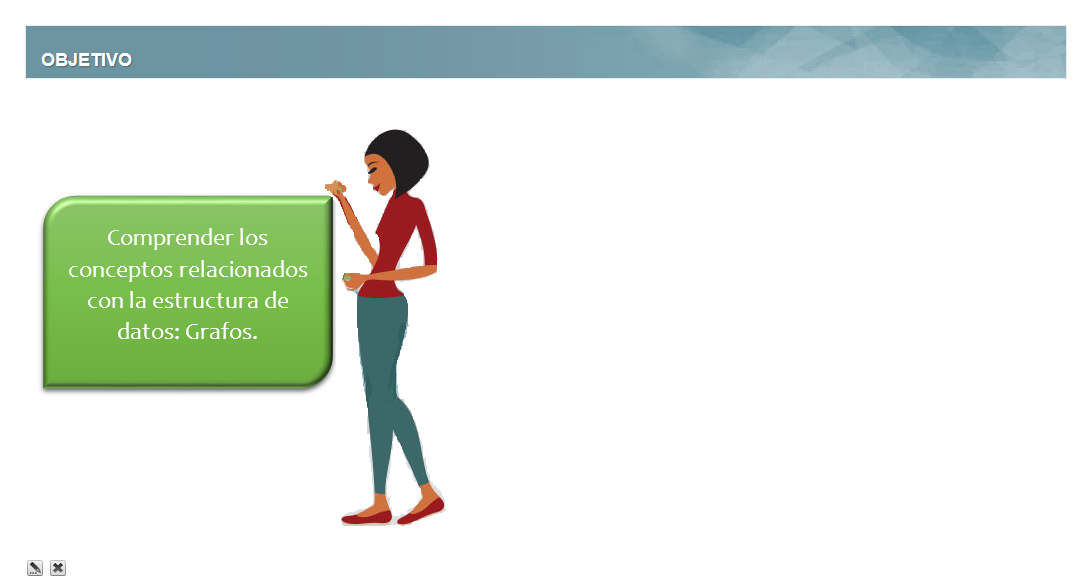 OBJETIVO
Comprender los
conceptos relacionados
con la estructura de
datos: Grafos.